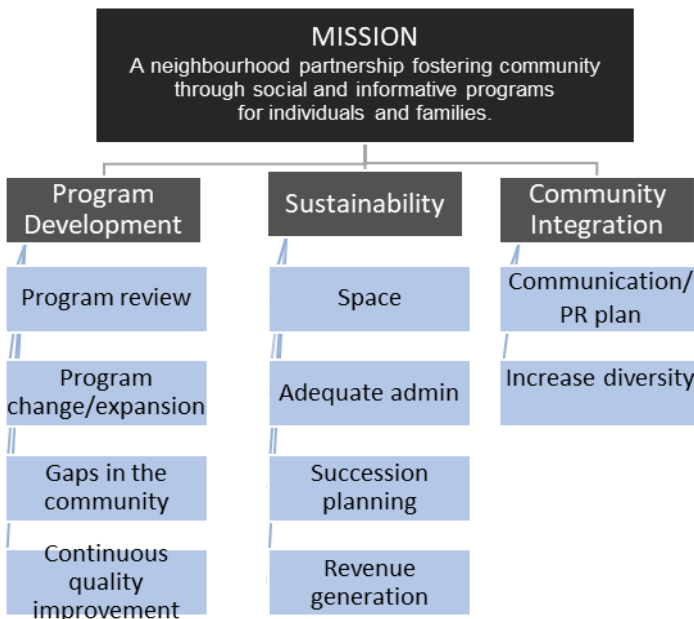 MISSION
A neighbourhood partnership fostering community
through social and informative programs
for individuals and families.
Program
Development
Program review
Program
change/expansion
Gaps in the
community
Continuous
quality
improvement
Sustainability
Space
Adequate admin
Succession
planning
Revenue
generation
Community
Integration
Communication/
PR plan
Increase diversity